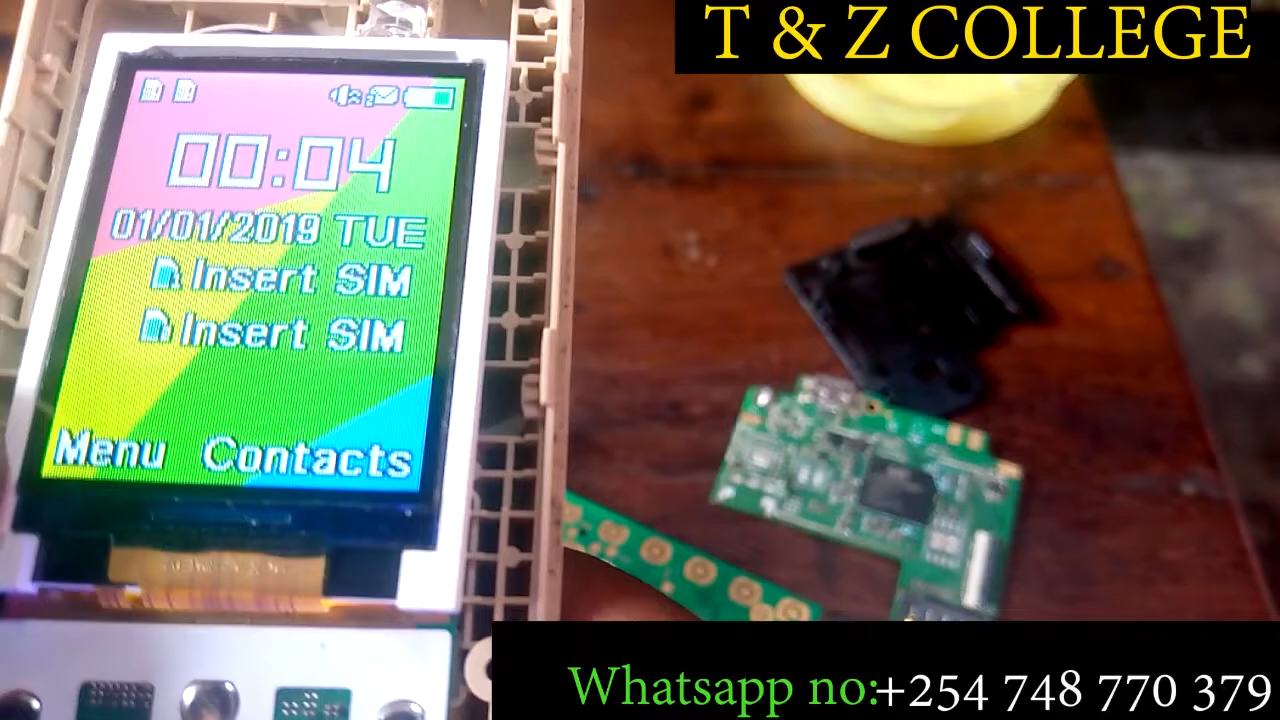 T & Z COLLEGE
00:04
01/01/2019 TUE
Insert SIM
Insert SIM
Menu Contacts
Whatsapp no:+254 748 770 379